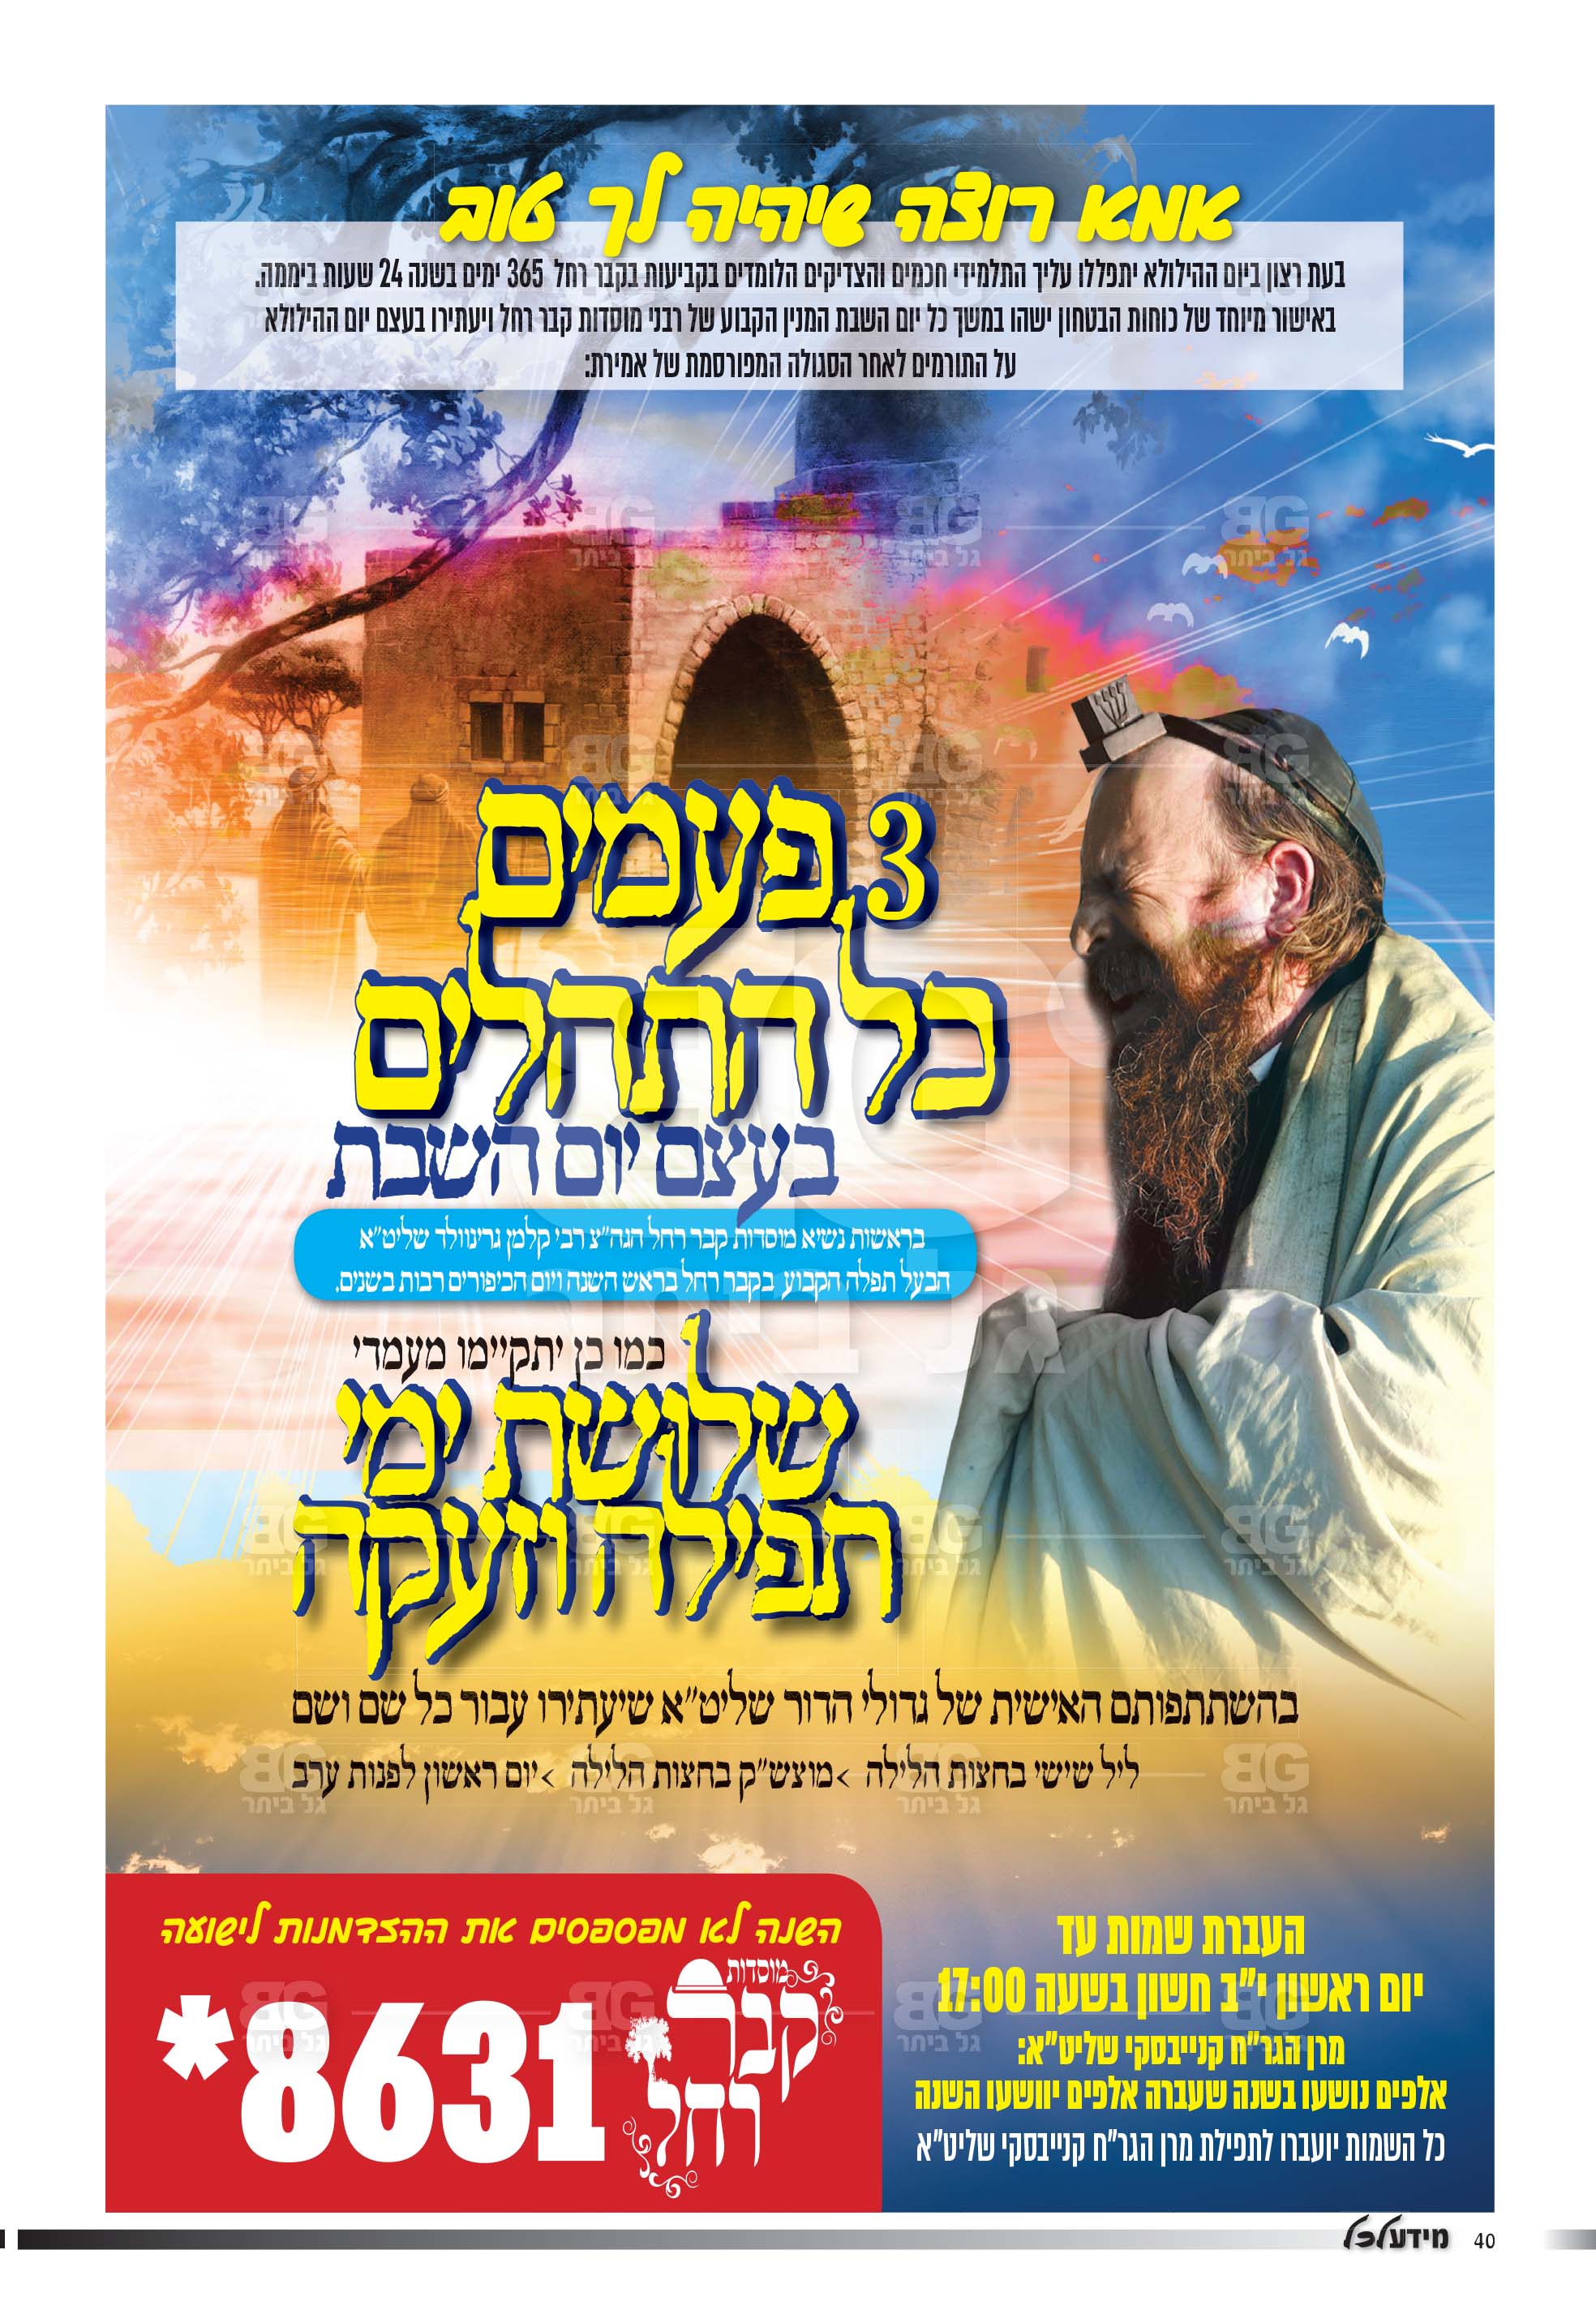 אמא רוצה שיהיה לך טוב
בעת רצון ביום ההילולא יתפללו עליך התלמידי חכמים והצדיקים הלומדים בקביעות בקבר רחל 365 ימים בשנה 24 שעות ביממה.
באישור מיוחד של כוחות הבטחון ישהו במשך כל יום השבת המנין הקבוע של רבני מוסדות קבר רחל ויעתירו בעצם יום ההילולא
על התורמים לאחר הסגולה המפורסמת של אמירת:
3 פעמים
כל התהלים
בעצם יום השבת
בראשות נשיא מוסדות קבר רחל הגה"צ רבי קלמן גרינוולד שליט"א
הבעל תפלה הקבוע בקבר רחל בראש השנה ויום הכיפורים רבות בשנים.
כמו כן יתקיימו מעמדי
שלושת ימי
תפילה וזעקה
בהשתתפותם האישית של גדולי הדור שליט"א שיעתירו עבור כל שם ושם
ליל שישי בחצות הלילה > מוצש"ק בחצות הלילה > יום ראשון לפנות ערב
העברת שמות עד
יום ראשון י"ב חשון בשעה 17:00
מרן הגר"ח קנייבסקי שליט"א:
אלפים נושעו בשנה שעברה אלפים יוושעו השנה
כל השמות יועברו לתפילת מרן הגר"ח קנייבסקי שליט"א
השנה לא מפספסים את ההזדמנות לישועה
מוסדות
קבר
רחל
*8631
מידע לכל
40
BG
גל ביתר